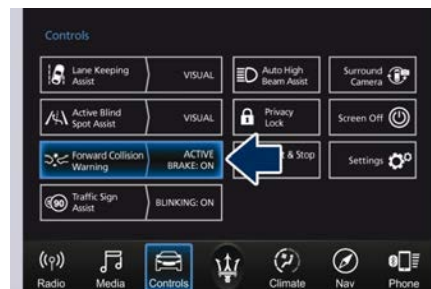 Controls
Lane Keeping
Assist
VISUAL
Auto High
Beam Assist
Surround
Camera
Active Blind
Spot Assist
VISUAL
Privacy
Lock
Screen Off
Forward Collision
Warning
ACTIVE
BRAKE: ON
& Stop
Settings
90
Traffic Sign
Assist
BLINKING: ON
Radio
Media
Controls
Climate
Nav
Phone